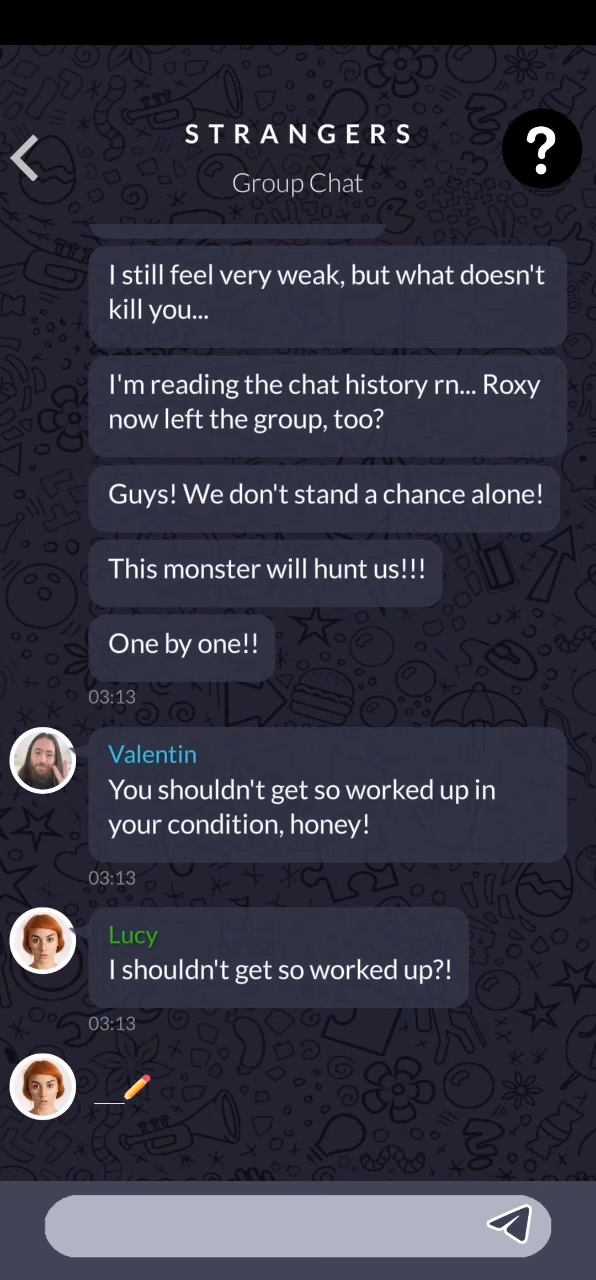 STRANGERS
?
Group Chat
I still feel very weak, but what doesn't
kill you...
I'm reading the chat history rn... Roxy
now left the group, too?
Guys! We don't stand a chance alone!
This monster will hunt us!!!
One by one!!
03:13
Valentin
You shouldn't get so worked up in
your condition, honey!
03:13
Lucy
I shouldn't get so worked up?!
03:13